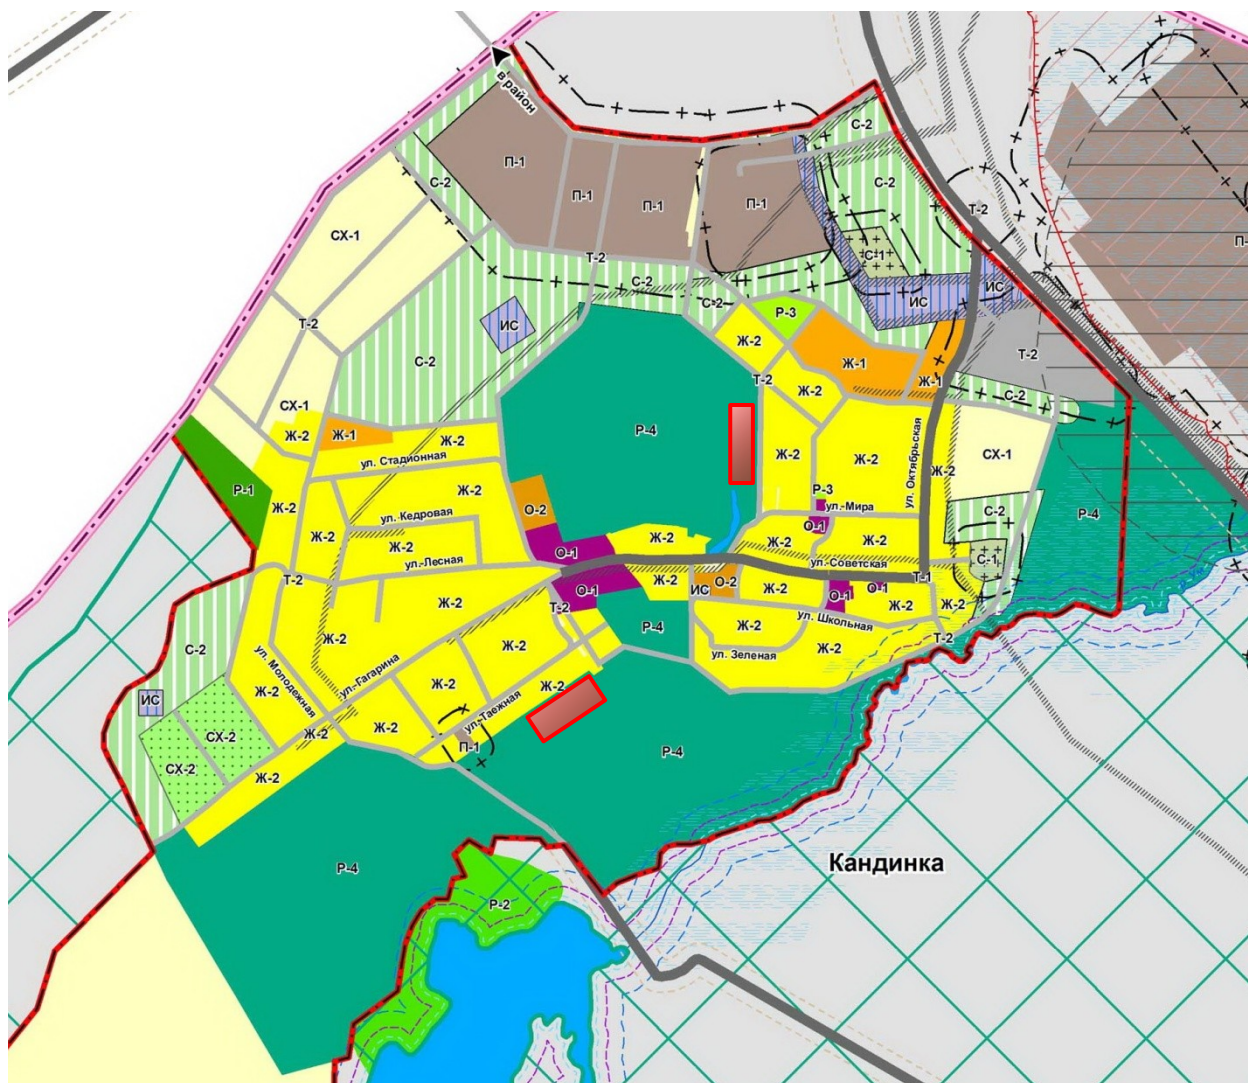 в район
С-2
П-1
С-2
С-2
П-1
П-1
П-1
С-2
Т-2
СХ-1
С-1
Т-2
С-2
ИС
С-2
ИС
Р-3
ИС
Т-2
Ж-2
Ж-1
Т-2
С-2
Т-2
Ж-2
Ж-1
С-2
СХ-1
Р-4
Ж-2
Ж-1
Ж-2
Ж-2
Ж-2
ул. Октябрьская
Ж-2
СХ-1
ул. Стадионная
Р-1
Ж-2
Ж-2
Р-3
ул. Мира
О-2
С-2
Р-4
ул. Кедровая
О-1
Ж-2
Ж-2
Ж-2
Ж-2
Ж-2
О-1
ул. Лесная
ул. Советская
С-1
Т-2
О-1
Ж-2
ИС
О-2
Ж-2
Т-1
О-1
О-1
Ж-2
Ж-2
Ж-2
Т-2
ул. Школьная
Р-4
Ж-2
Ж-2
Т-2
С-2
Ж-2
ул. Зеленая
Ж-2
ул. Гагарина
ул. Молодежная
Ж-2
Ж-2
Ж-2
ИС
ул. Таежная
Ж-2
Ж-2
СХ-2
П-1
Р-4
СХ-2
Р-4
Кандинка
Р-2